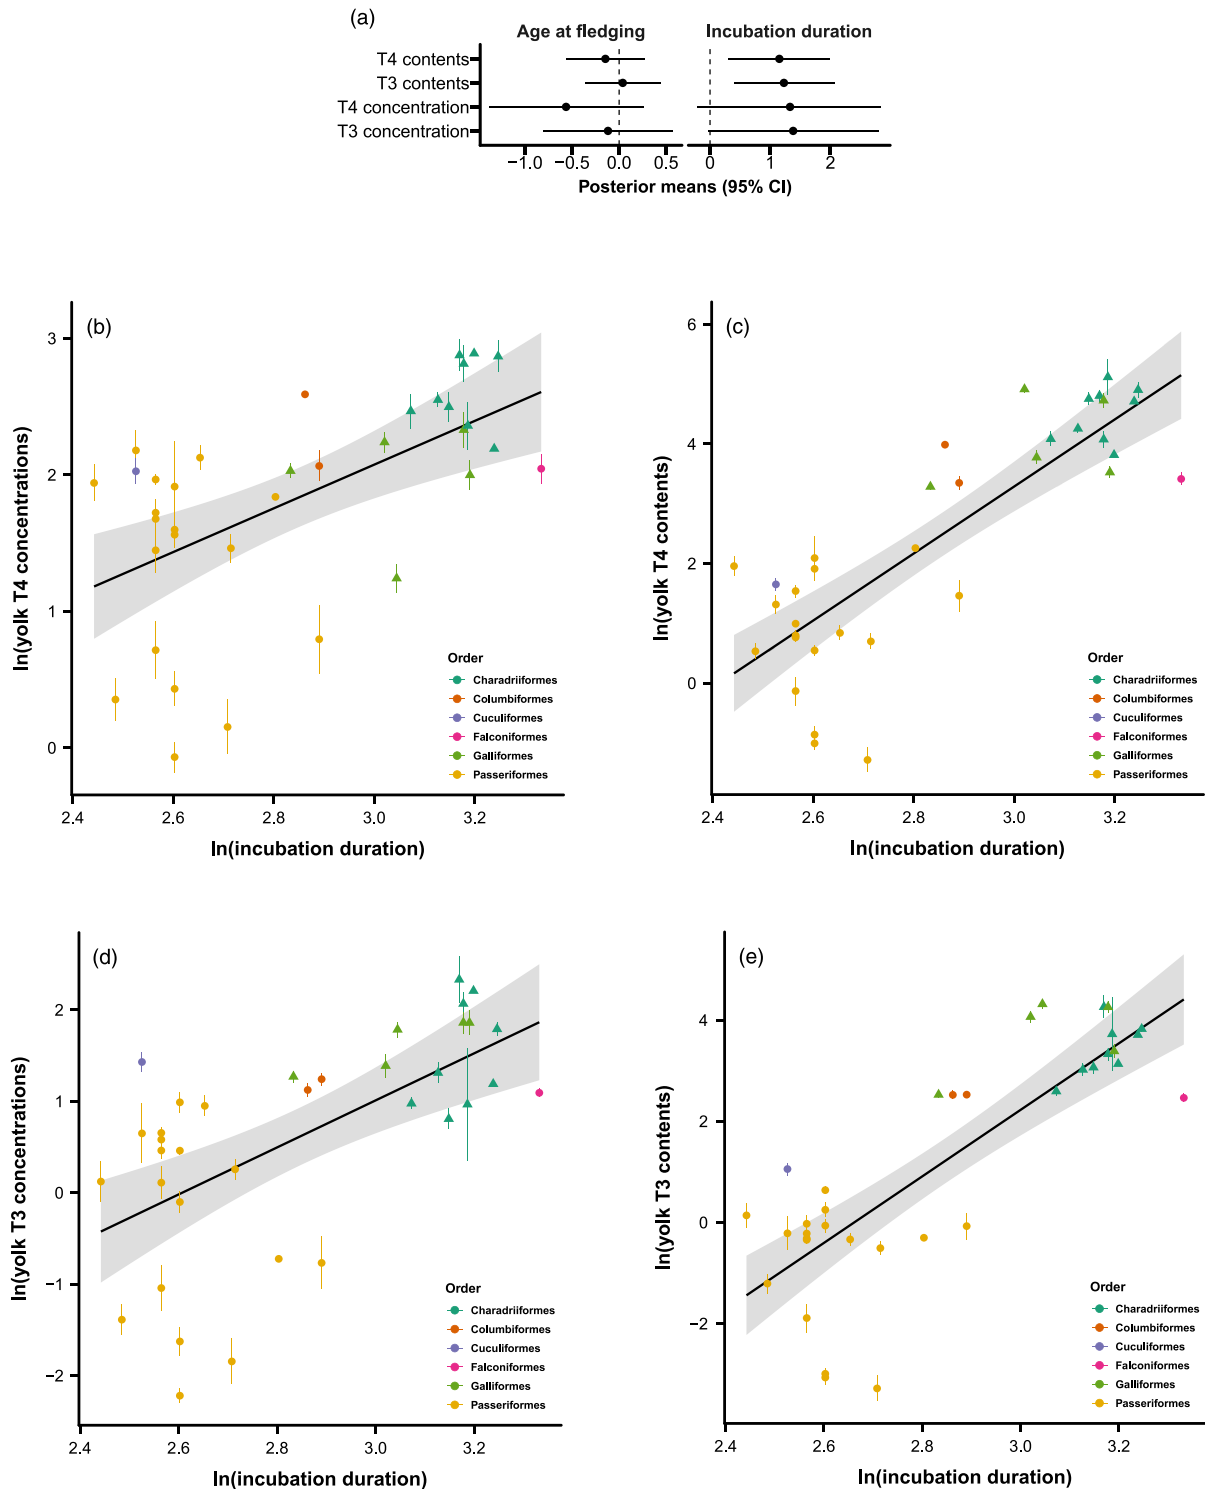 (a)
Age at fledging Incubation duration
T4 contents
T3 contents
T4 concentration
T3 concentration
−1.0 −0.5 0.0 0.5 0 1 2
Posterior means (95% CI)
(b)
3
2
1
0
ln(yolk T4 concentrations)
Order
Charadriiformes
Columbiformes
Cuculiformes
Falconiformes
Galliformes
Passeriformes
2.4 2.6 2.8 3.0 3.2
ln(incubation duration)
(c)
6
4
2
0
ln(yolk T4 contents)
Order
Charadriiformes
Columbiformes
Cuculiformes
Falconiformes
Galliformes
Passeriformes
2.4 2.6 2.8 3.0 3.2
ln(incubation duration)
(d)
2
1
0
−1
−2
ln(yolk T3 concentrations)
Order
Charadriiformes
Columbiformes
Cuculiformes
Falconiformes
Galliformes
Passeriformes
2.4 2.6 2.8 3.0 3.2
ln(incubation duration)
(e)
4
2
0
−2
ln(yolk T3 contents)
Order
Charadriiformes
Columbiformes
Cuculiformes
Falconiformes
Galliformes
Passeriformes
2.4 2.6 2.8 3.0 3.2
ln(incubation duration)